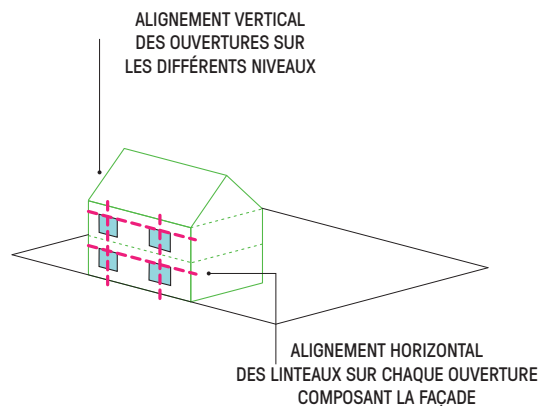 ALIGNEMENT VERTICAL
DES OUVERTURES SUR
LES DIFFÉRENTS NIVEAUX
ALIGNEMENT HORIZONTAL
DES LINTEAUX SUR CHAQUE OUVERTURE
COMPOSANT LA FAÇADE